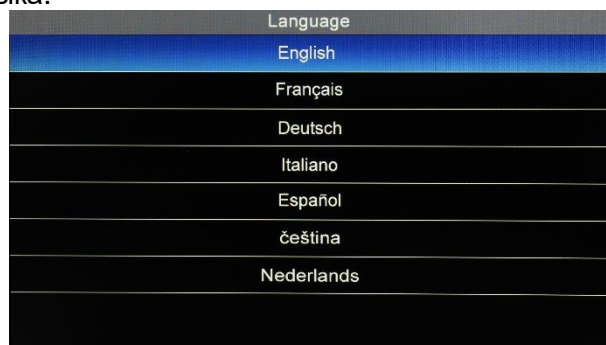 Language
English
Français
Deutsch
Italiano
Español
čeština
Nederlands